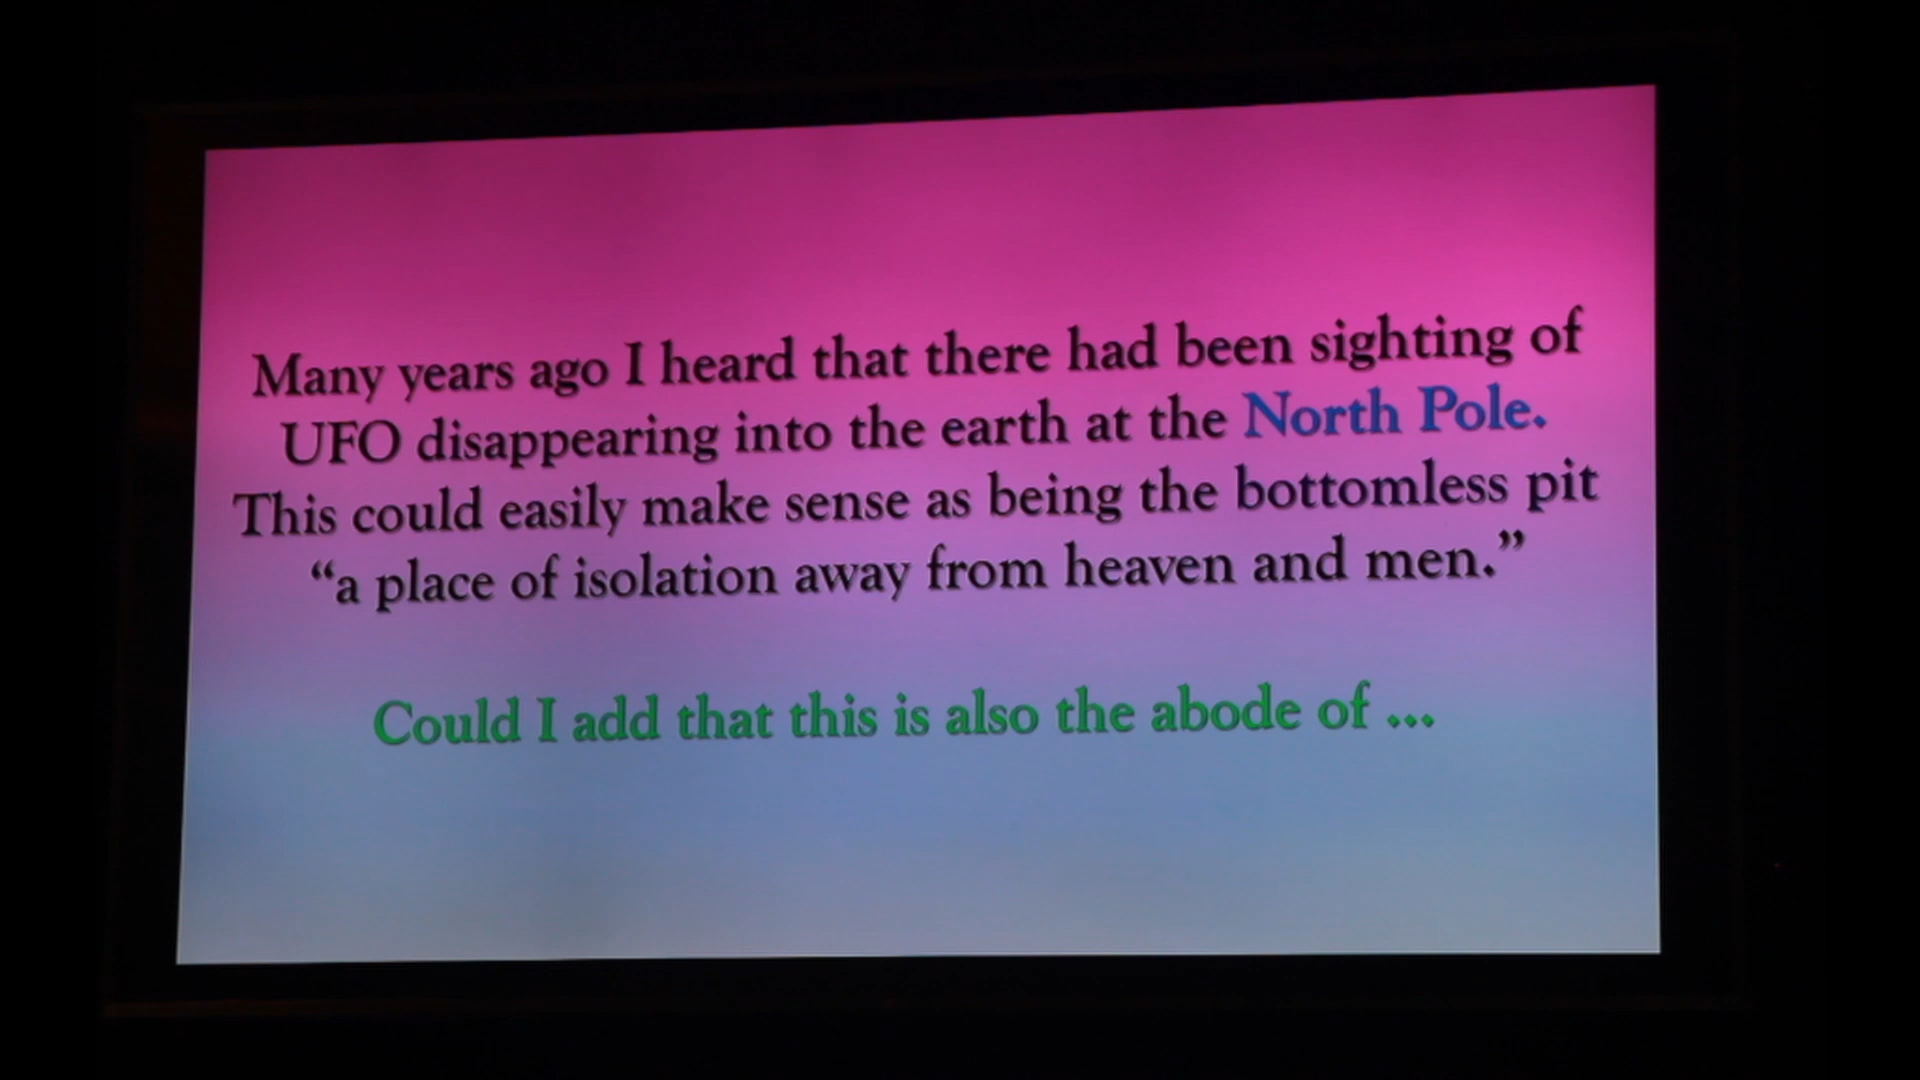 Many years ago I heard that there had been sighting of
UFO disappearing into the earth at the North Pole.
This could easily make sense as being the bottomless pit
“a place of isolation away from heaven and men.”
Could I add that this is also the abode of ...